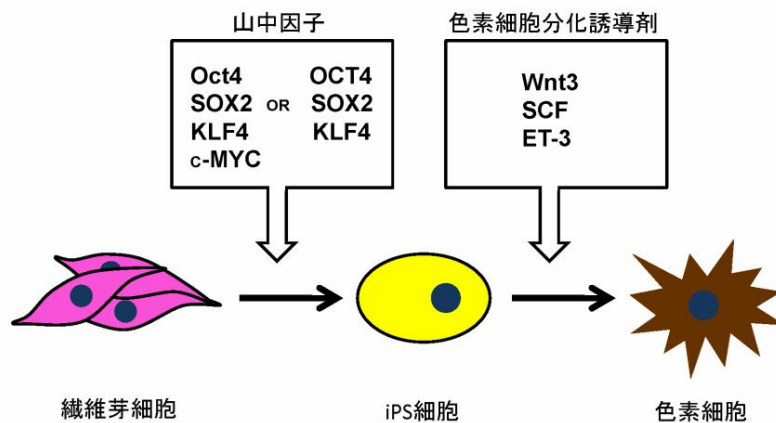 山中因子
色素細胞分化誘導剤
Oct4
SOX2 OR
KLF4
c-MYC
OCT4
SOX2
KLF4
Wnt3
SCF
ET-3
繊維芽細胞
iPS細胞
色素細胞